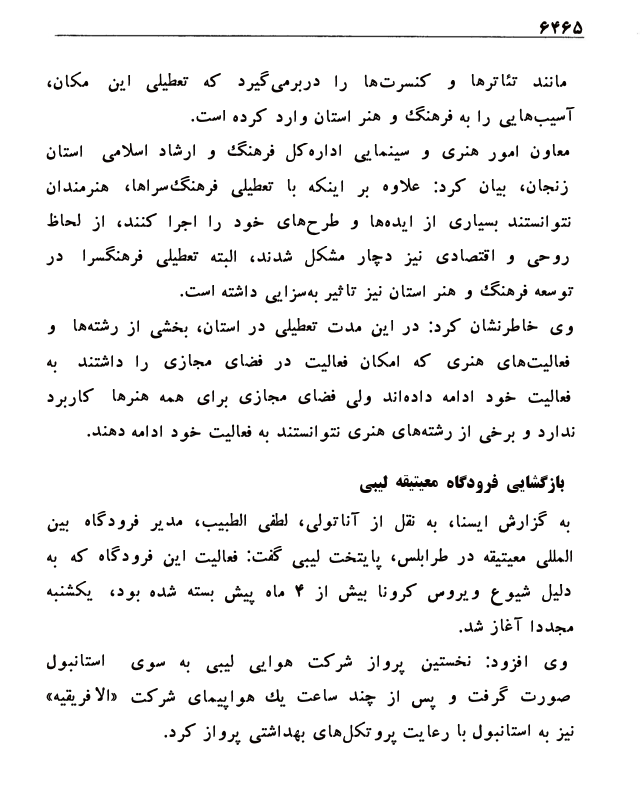 ۶۴۶۵
مانند تئاترها و کنسرت‌ها را دربرمی‌گیرد که تعطیلی این مکان،
آسیب‌هایی را به فرهنگ و هنر استان وارد کرده است.
معاون امور هنری و سینمایی اداره‌کل فرهنگ و ارشاد اسلامی استان
زنجان، بیان کرد: علاوه بر اینکه با تعطیلی فرهنگ‌سراها، هنرمندان
نتوانستند بسیاری از ایده‌ها و طرح‌های خود را اجرا کنند، از لحاظ
روحی و اقتصادی نیز دچار مشکل شدند، البته تعطیلی فرهنگسرا در
توسعه فرهنگ و هنر استان نیز تاثیر به‌سزایی داشته است.
وی خاطرنشان کرد: در این مدت تعطیلی در استان، بخشی از رشته‌ها و
فعالیت‌های هنری که امکان فعالیت در فضای مجازی را داشتند به
فعالیت خود ادامه داده‌اند ولی فضای مجازی برای همه هنرها کاربرد
ندارد و برخی از رشته‌های هنری نتوانستند به فعالیت خود ادامه دهند.
بازگشایی فرودگاه معیتیقه لیبی
به گزارش ایسنا، به نقل از آناتولی، لطفی الطبیب، مدیر فرودگاه بین
المللی معیتیقه در طرابلس، پایتخت لیبی گفت: فعالیت این فرودگاه که به
دلیل شیوع ویروس کرونا بیش از ۴ ماه پیش بسته شده بود، یکشنبه
مجددا آغاز شد.
وی افزود: نخستین پرواز شرکت هوایی لیبی به سوی استانبول
صورت گرفت و پس از چند ساعت یك هواپیمای شرکت «الافریقیه»
نیز به استانبول با رعایت پروتکل‌های بهداشتی پرواز کرد.